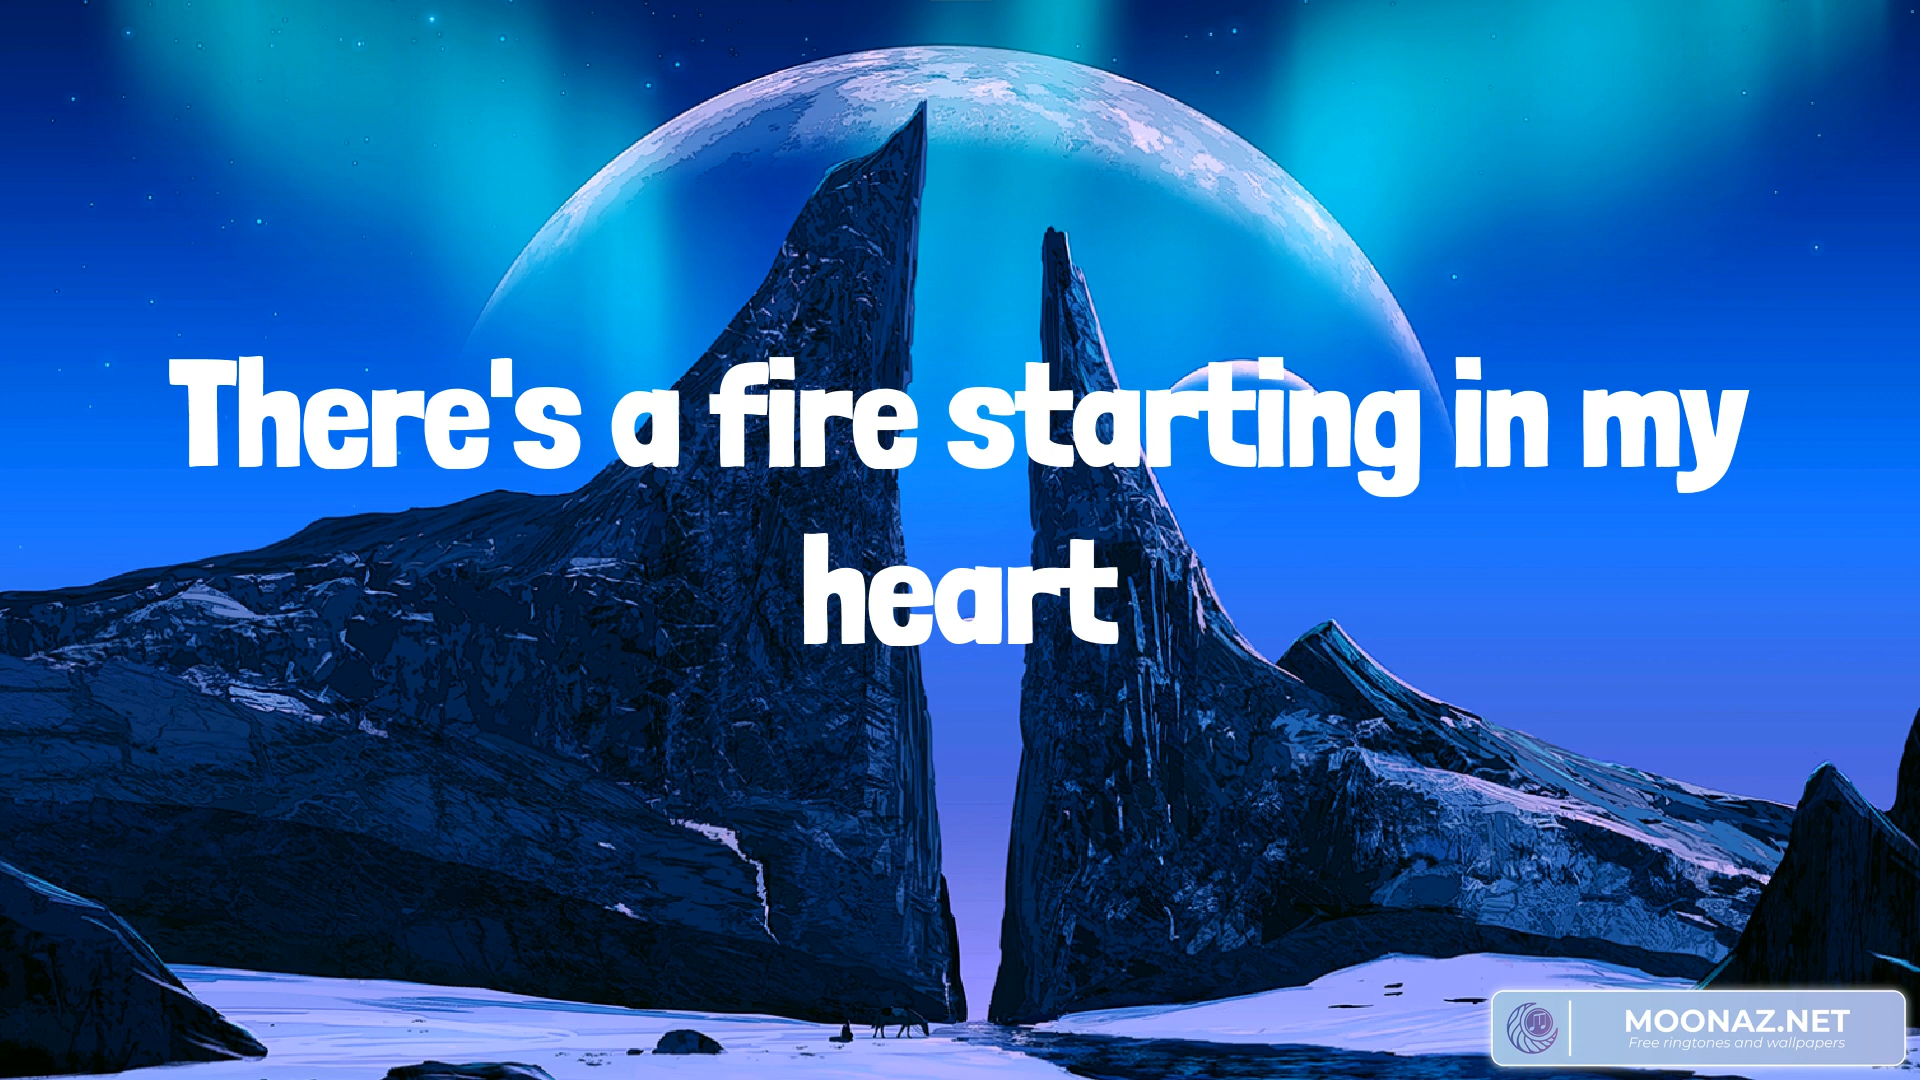 There's a fire starting in my
heart
MOONAZ.NET
Free ringtones and wallpapers